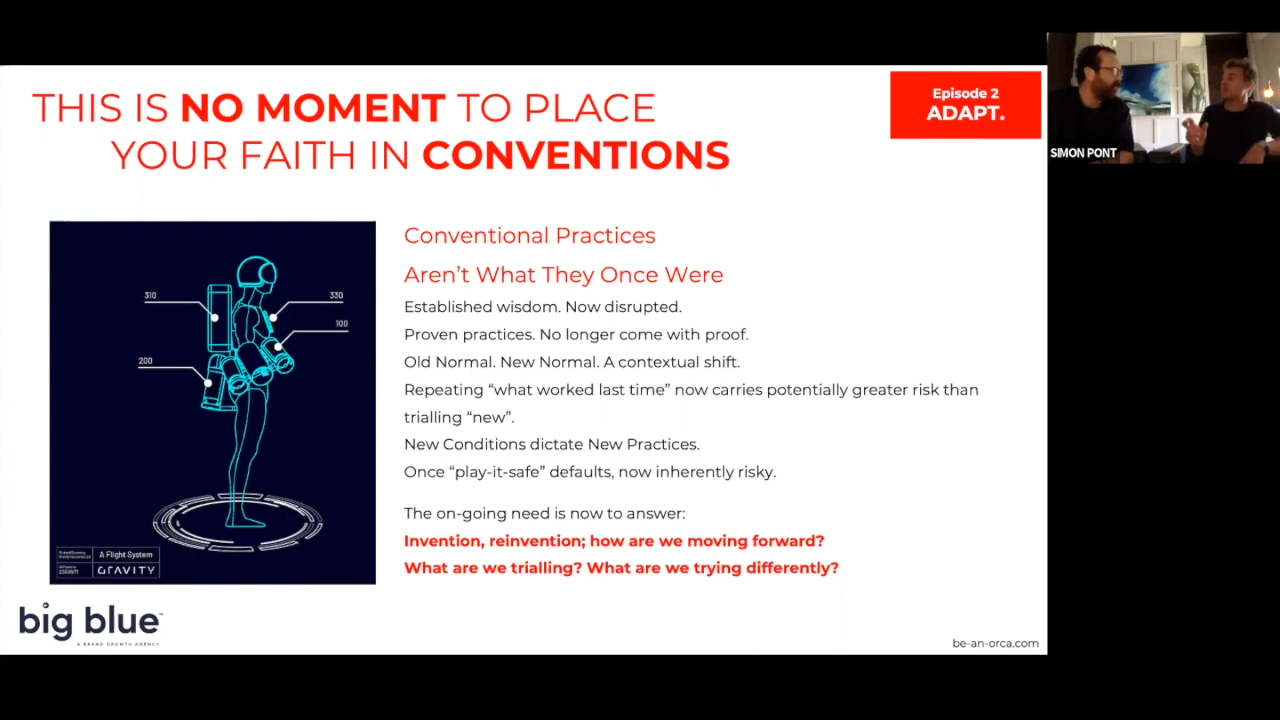 THIS IS NO MOMENT TO PLACE
YOUR FAITH IN CONVENTIONS
Episode 2
ADAPT.
SIMON PONT
Conventional Practices
Aren’t What They Once Were
Established wisdom. Now disrupted.
Proven practices. No longer come with proof.
Old Normal. New Normal. A contextual shift.
Repeating “what worked last time” now carries potentially greater risk than
trialling “new”.
New Conditions dictate New Practices.
Once “play-it-safe” defaults, now inherently risky.
The on-going need is now to answer:
Invention, reinvention; how are we moving forward?
What are we trialling? What are we trying differently?
310
330
100
200
A Flight System
GRAVITY
big blue™
A BRAND GROWTH AGENCY
be-an-orca.com